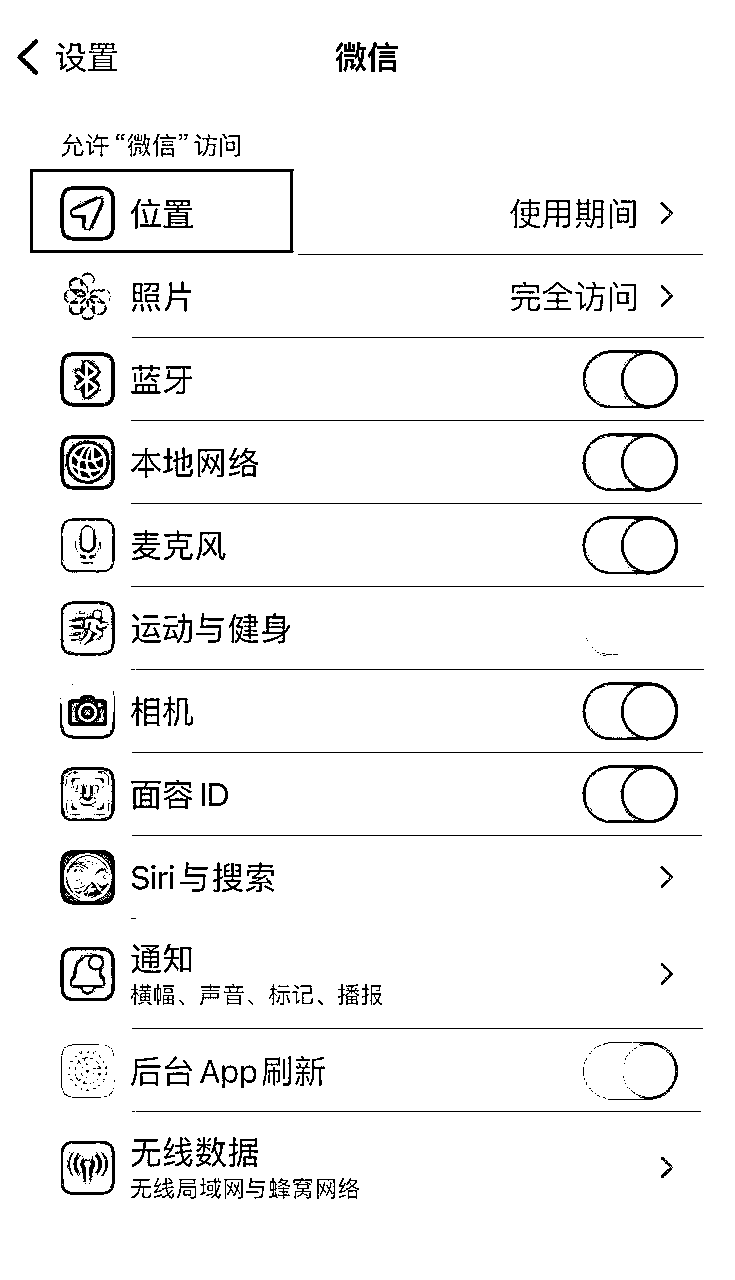 设置
微信
允许“微信”访问
位置 使用期间
照片 完全访问
蓝牙
本地网络
麦克风
运动与健身
相机
面容 ID
Siri与搜索
通知
横幅、声音、标记、播报
后台 App 刷新
无线数据
无线局域网与蜂窝网络